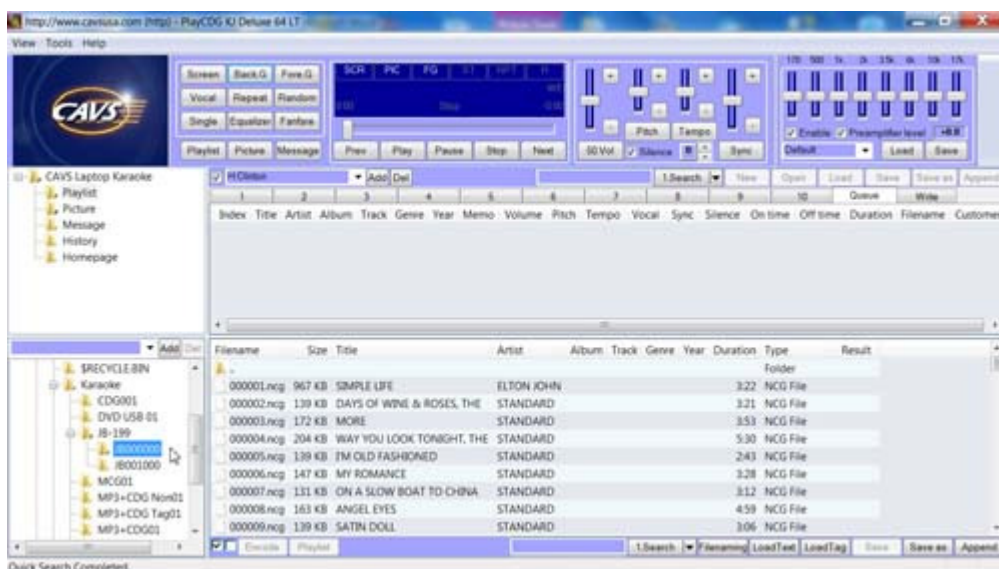 http://www.cavsusa.com (http) - PlayCDG KJ Deluxe 64 LT
View Tools Help
CAVS
Screen Back.G Fore.G
Vocal Repeat Random
Single Equalizer Fanfare
Playlist Picture Message
SCR PIC FG
Stop
Prev Play Pause Stop Next
Pitch Tempo
50.Vol Silence Sync
Enable Preamplifier level
Default Load Save
CAVS Laptop Karaoke
Playlist
Picture
Message
History
Homepage
H.Clinton Add Del 1.Search New Open Load Save Save as Append
1 2 3 4 5 6 7 8 9 10 Queue Write
Index Title Artist Album Track Genre Year Memo Volume Pitch Tempo Vocal Sync Silence On time Off time Duration Filename Customer
Add Del
$RECYCLE.BIN
Karaoke
CDG001
DVD USB 01
JB-199
JB000000
JB001000
MCG01
MP3+CDG Non01
MP3+CDG Tag01
MP3+CDG01
Filename Size Title Artist Album Track Genre Year Duration Type Result
Folder
000001.ncg 967 KB SIMPLE LIFE ELTON JOHN 3:22 NCG File
000002.ncg 139 KB DAYS OF WINE & ROSES, THE STANDARD 3:21 NCG File
000003.ncg 172 KB MORE STANDARD 3:53 NCG File
000004.ncg 204 KB WAY YOU LOOK TONIGHT, THE STANDARD 5:30 NCG File
000005.ncg 139 KB I'M OLD FASHIONED STANDARD 2:43 NCG File
000006.ncg 147 KB MY ROMANCE STANDARD 3:28 NCG File
000007.ncg 131 KB ON A SLOW BOAT TO CHINA STANDARD 3:12 NCG File
000008.ncg 163 KB ANGEL EYES STANDARD 4:59 NCG File
000009.ncg 139 KB SATIN DOLL STANDARD 3:06 NCG File
Encode Playlist 1.Search Filenaming LoadText LoadTag Save Save as Append
Quick Search Completed